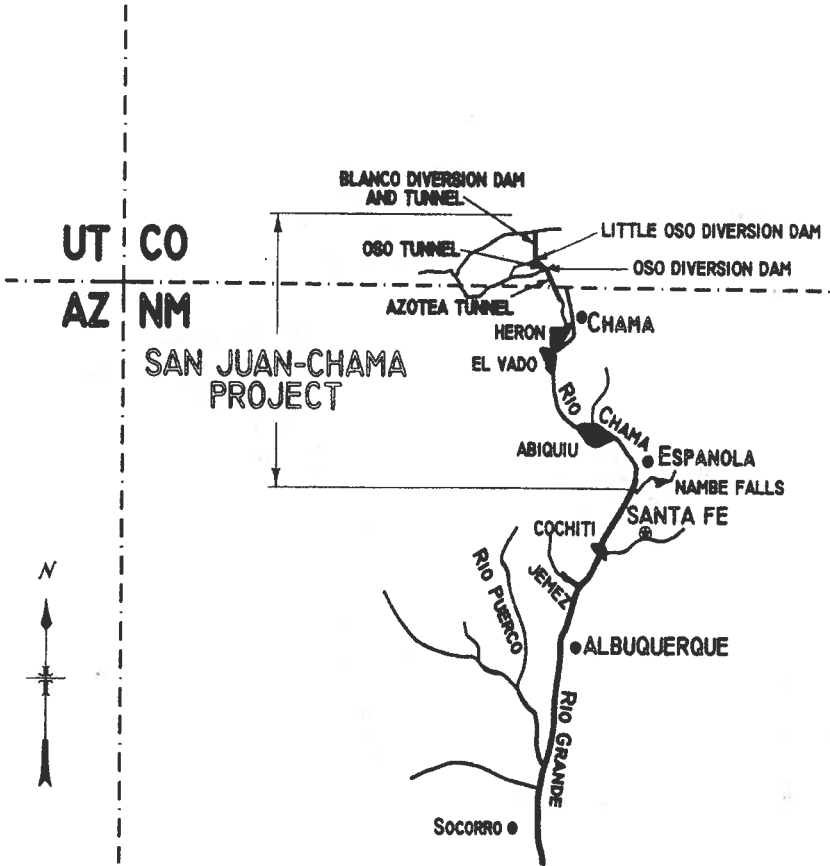 BLANCO DIVERSION DAM
AND TUNNEL
UT CO
LITTLE OSO DIVERSION DAM
OSO TUNNEL
OSO DIVERSION DAM
AZ NM
AZOTEA TUNNEL
CHAMA
HERON
SAN JUAN-CHAMA
PROJECT
EL VADO
RIO CHAMA
ABIQUIU
ESPANOLA
NAMBE FALLS
SANTA FE
COCHITI
N
RIO PUERCO
JEMEZ
ALBUQUERQUE
RIO GRANDE
SOCORRO